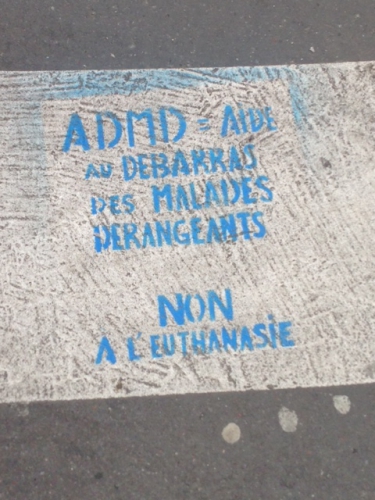 ADMD = AIDE
AU DEBARRAS
DES MALADES
DERANGEANTS
NON
A L'EUTHANASIE